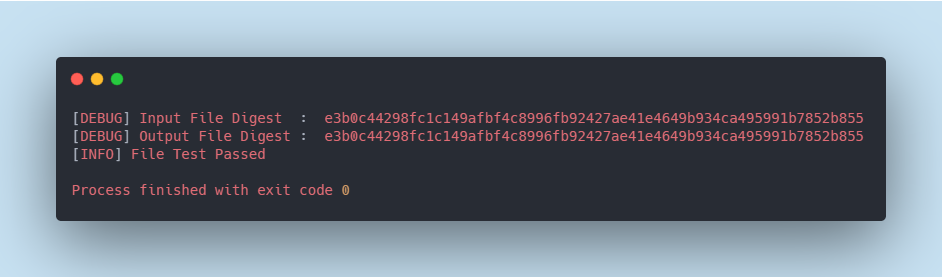 [DEBUG] Input File Digest  :  e3b0c44298fc1c149afbf4c8996fb92427ae41e4649b934ca495991b7852b855
[DEBUG] Output File Digest :  e3b0c44298fc1c149afbf4c8996fb92427ae41e4649b934ca495991b7852b855
[INFO] File Test Passed
Process finished with exit code 0